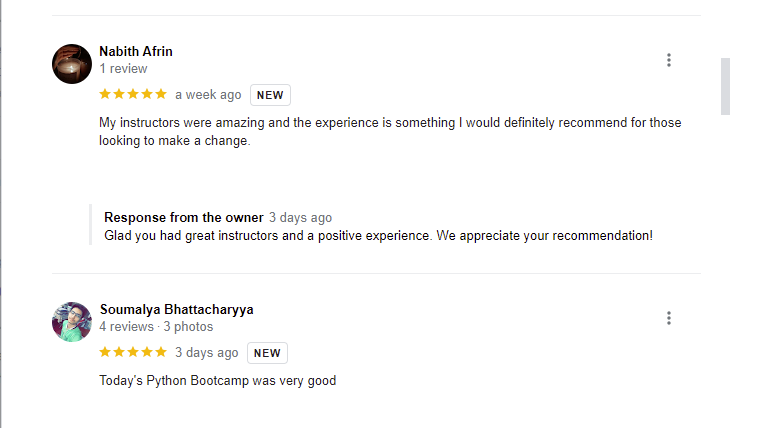 Nabith Afrin
1 review
a week ago NEW
My instructors were amazing and the experience is something I would definitely recommend for those
looking to make a change.
Response from the owner 3 days ago
Glad you had great instructors and a positive experience. We appreciate your recommendation!
Soumalya Bhattacharyya
4 reviews · 3 photos
3 days ago NEW
Today's Python Bootcamp was very good